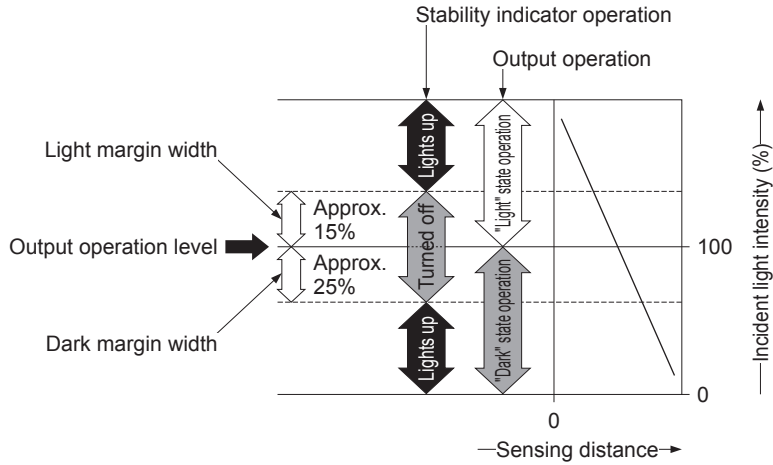 Stability indicator operation
Output operation
Light margin width
Approx.
15%
Output operation level
Approx.
25%
Dark margin width
Lights up
Turned off
Lights up
"Light" state operation
"Dark" state operation
100
0
0
Sensing distance
Incident light intensity (%)